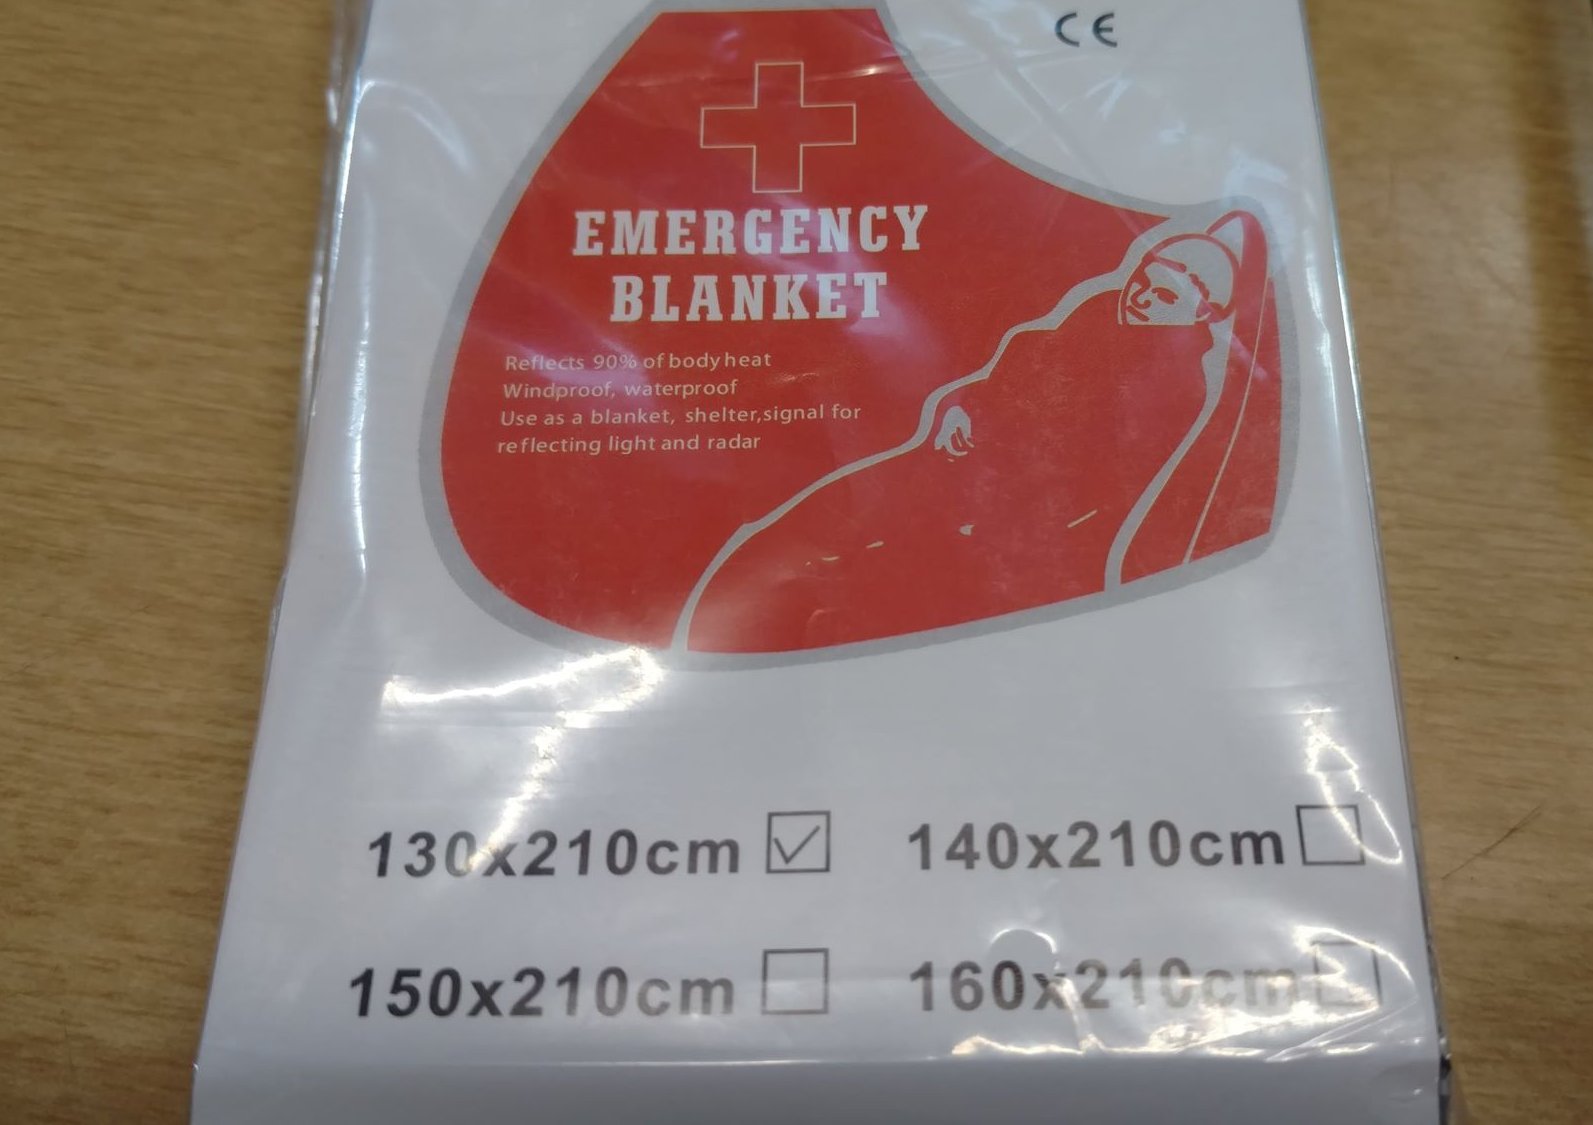 CE
EMERGENCY
BLANKET
Reflects 90% of body heat
Windproof, waterproof
Use as a blanket, shelter,signal for
reflecting light and radar
130x210cm 140x210cm
150x210cm 160x210cm